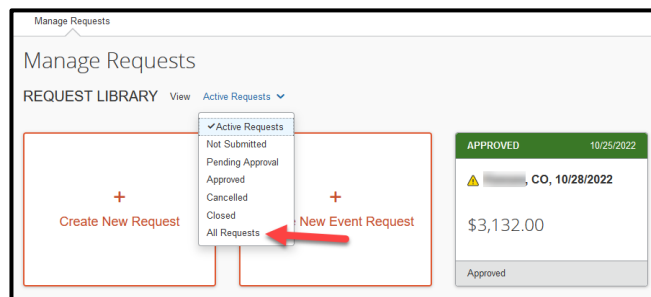 Manage Requests
Manage Requests
REQUEST LIBRARY View Active Requests
✓Active Requests
Not Submitted
Pending Approval
Approved
Cancelled
Closed
All Requests
+
Create New Request
+
New Event Request
APPROVED 10/25/2022
, CO, 10/28/2022
$3,132.00
Approved